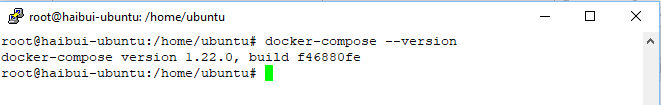 root@haibui-ubuntu: /home/ubuntu
root@haibui-ubuntu:/home/ubuntu# docker-compose --version
docker-compose version 1.22.0, build f46880fe
root@haibui-ubuntu:/home/ubuntu#